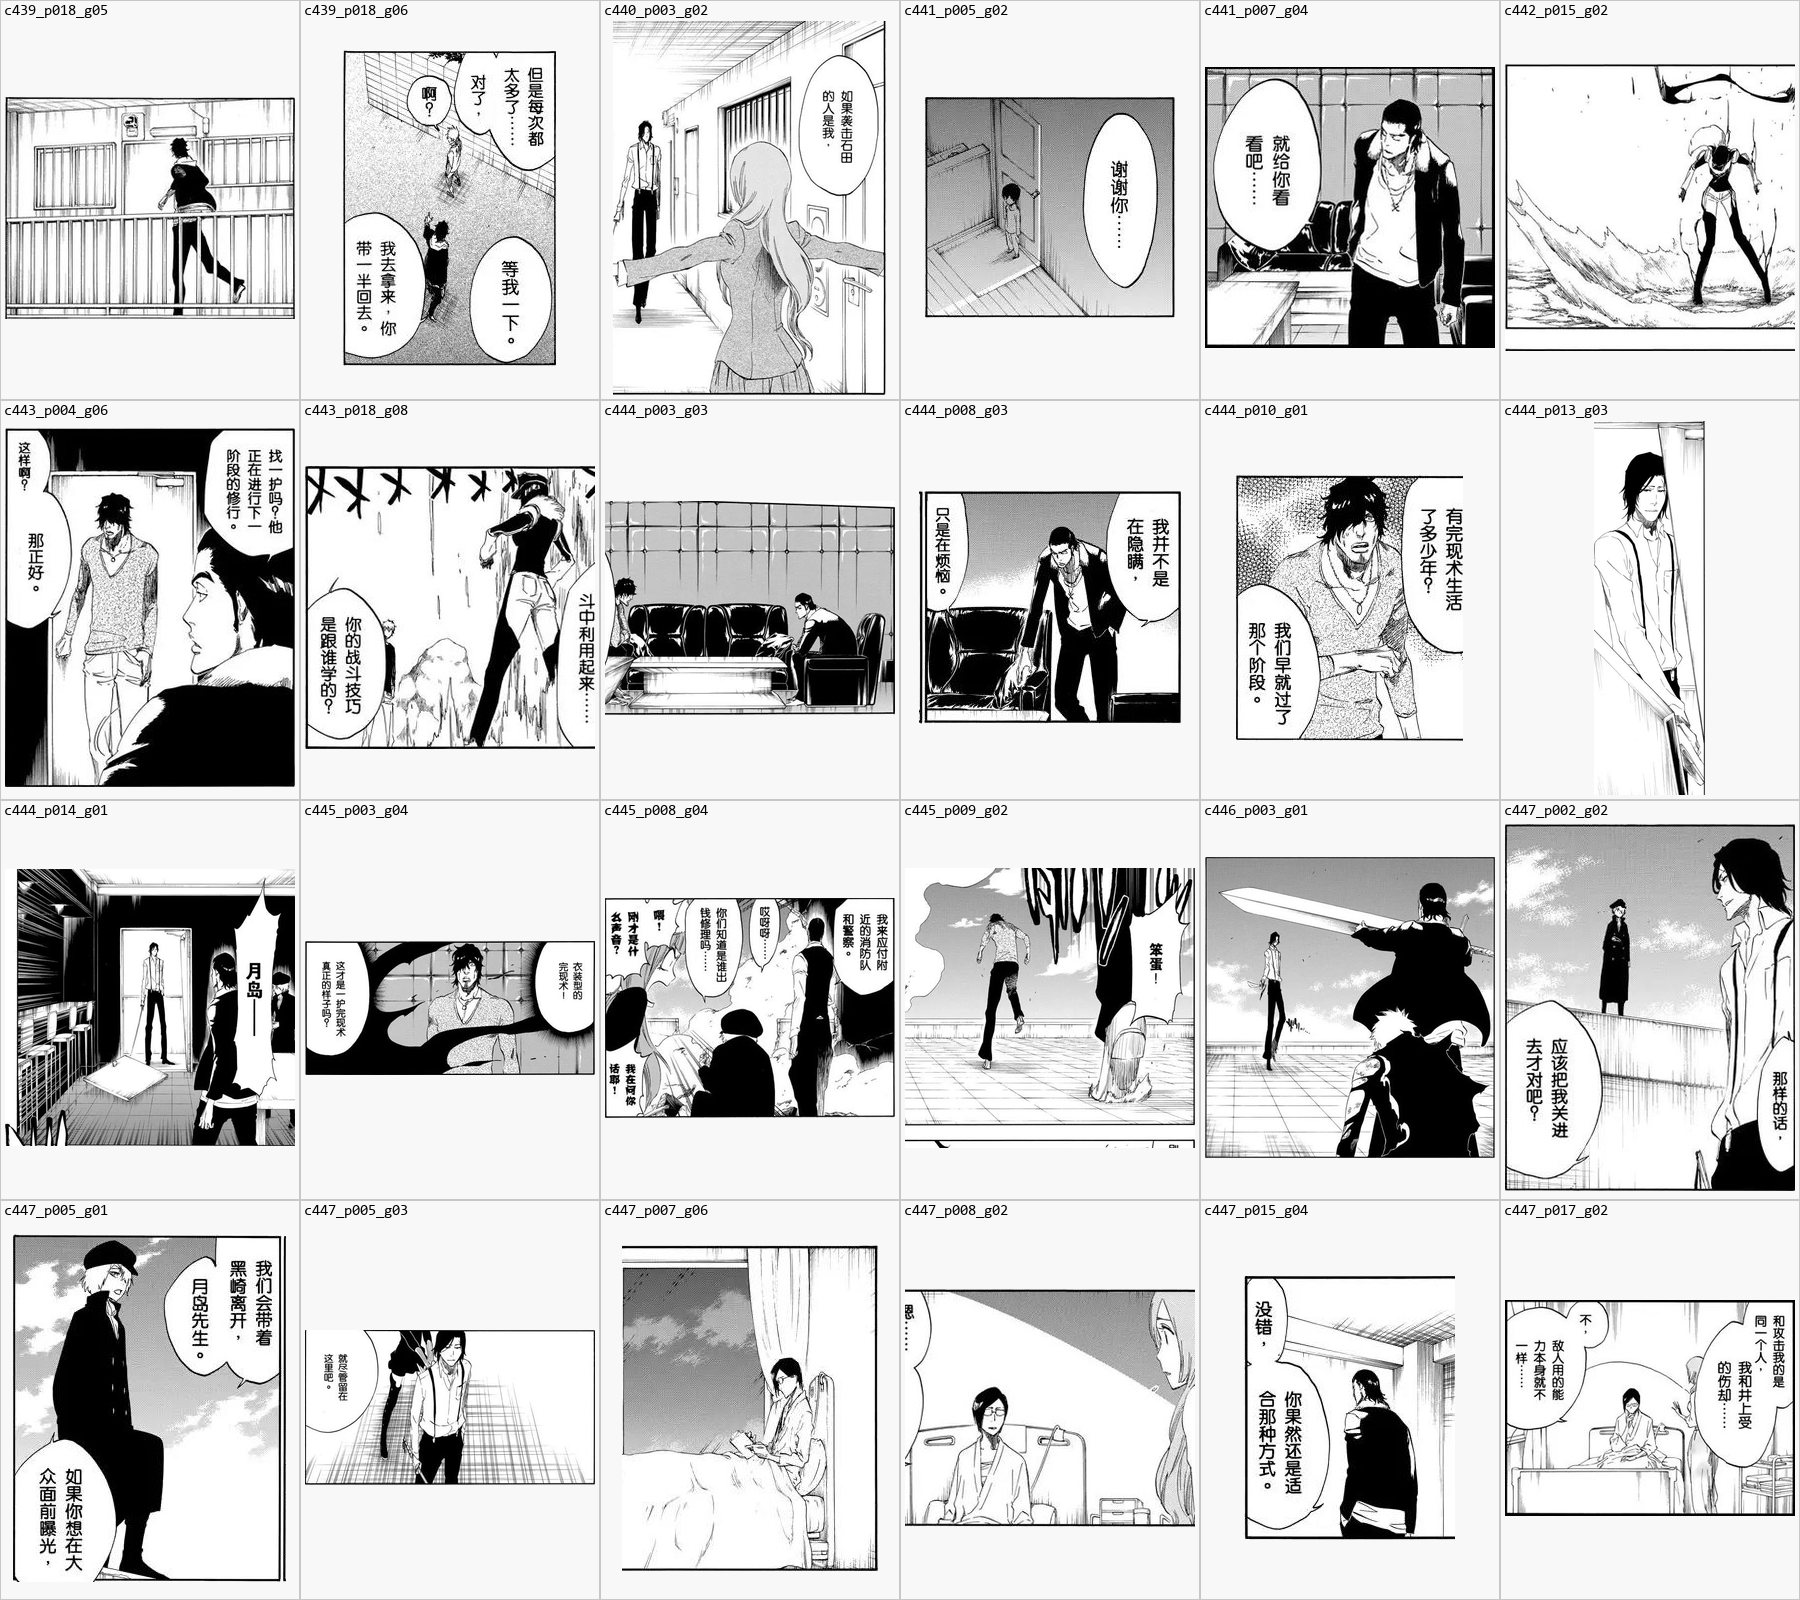 c439_p018_g05
c439_p018_g06
但是每次都
太多了……
对了，
啊？
等我一下。
我去拿来，你
带一半回去。
c440_p003_g02
如果袭击石田
的人是我，
c441_p005_g02
谢谢你……
c441_p007_g04
就给你看
看吧……
c442_p015_g02
c443_p004_g06
找一护吗？他
正在进行下一
阶段的修行。
这样啊？
那正好。
c443_p018_g08
斗中利用起来……
你的战斗技巧
是跟谁学的？
c444_p003_g03
c444_p008_g03
我并不是
在隐瞒，
只是在烦恼。
c444_p010_g01
有完现术生活
了多少年？
我们早就过了
那个阶段。
c444_p013_g03
c444_p014_g01
月岛——
c445_p003_g04
衣装型的
完现术！
这才是一护完现术
真正的样子吗？
c445_p008_g04
我来应付附
近的消防队
和警察。
哎呀呀……
你们知道是谁出
钱修理吗……
喂！
刚才是什
么声音？
我在问你
话耶！
c445_p009_g02
笨蛋！
c446_p003_g01
c447_p002_g02
那样的话，
应该把我关进
去才对吧？
c447_p005_g01
我们会带着
黑崎离开，
月岛先生。
如果你想在大
众面前曝光，
c447_p005_g03
就尽管留在
这里吧。
c447_p007_g06
c447_p008_g02
嗯……
c447_p015_g04
没错，
你果然还是适
合那种方式。
c447_p017_g02
和攻击我的是
同一个人，
我和井上受
的伤却……
不，
敌人用的能
力本身就不
一样……